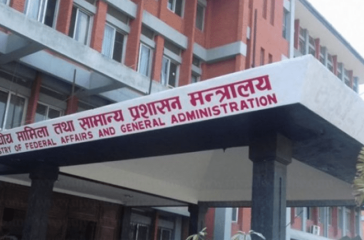 मामिला तथा सामान्य प्रशासन मन्त्रालय
OF FEDERAL AFFAIRS AND GENERAL ADMINISTRATION